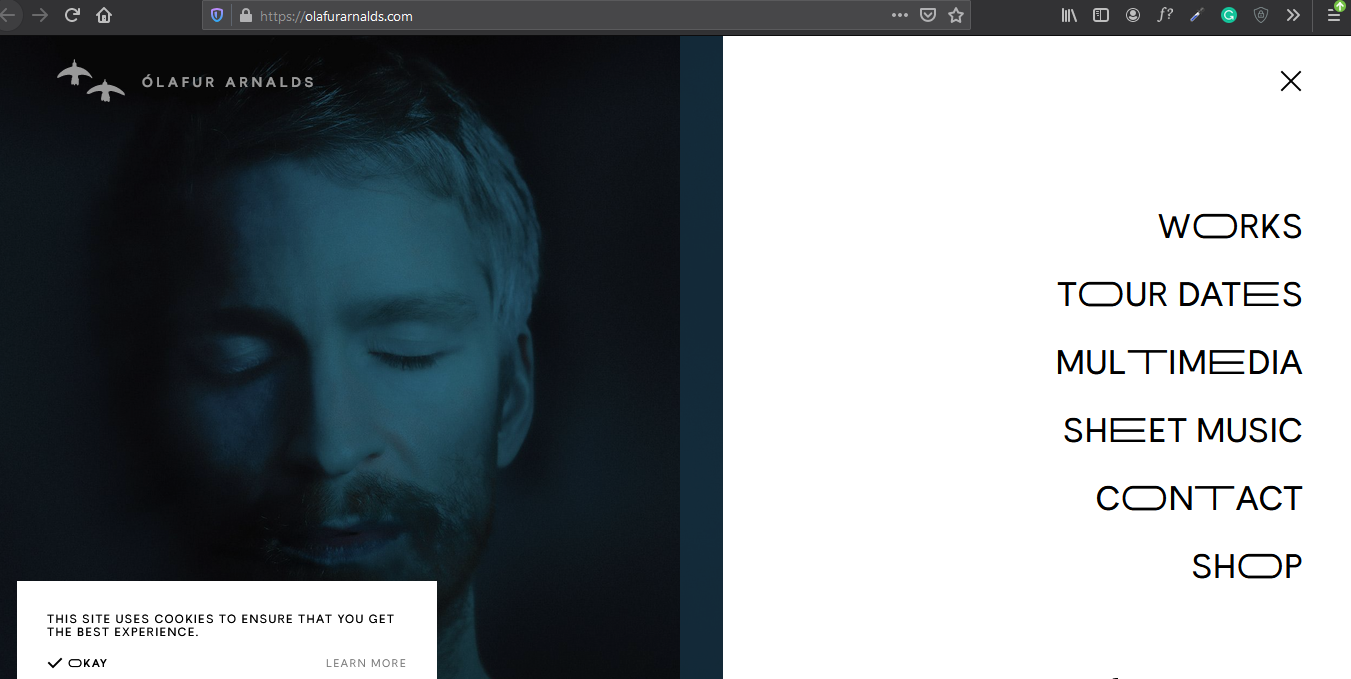 https://olafurarnalds.com
f?
ÓLAFUR ARNALDS
WORKS
TOUR DATES
MULTIMEDIA
SHEET MUSIC
CONTACT
SHOP
THIS SITE USES COOKIES TO ENSURE THAT YOU GET
THE BEST EXPERIENCE.
OKAY
LEARN MORE